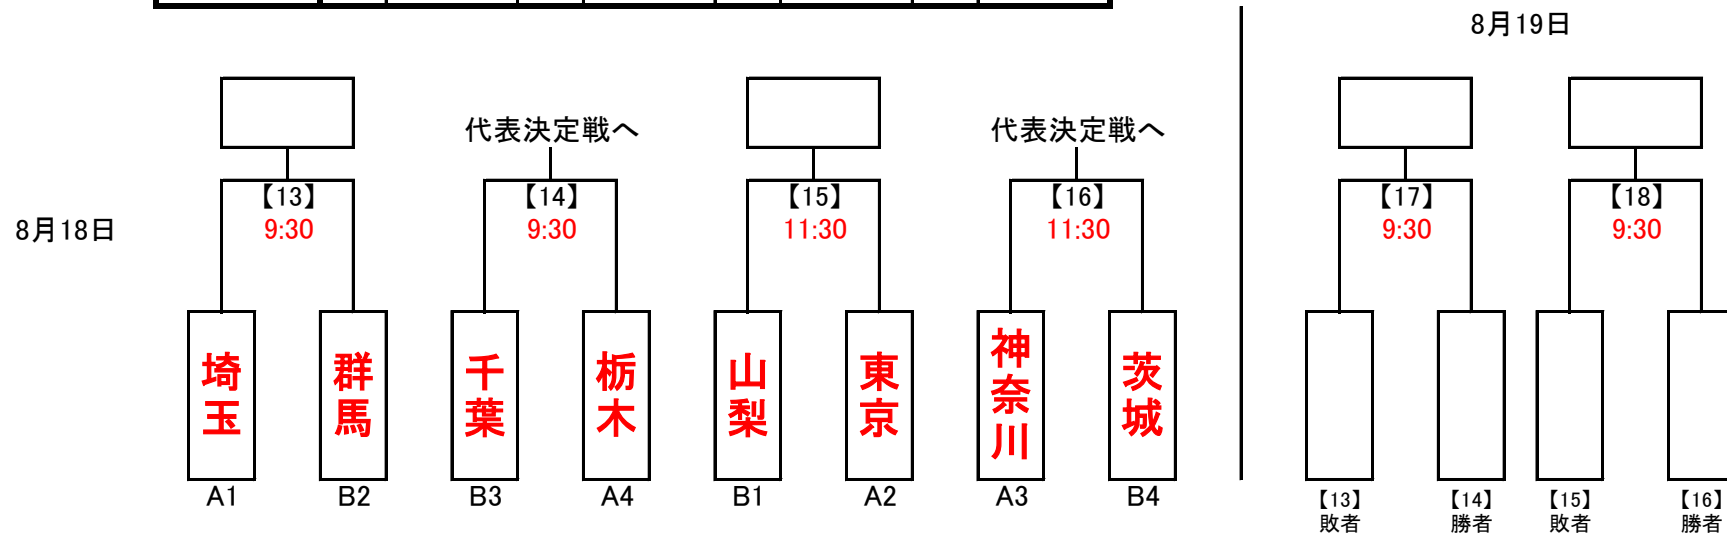 8月19日
代表決定戦へ
代表決定戦へ
【13】
【14】
【15】
【16】
【17】
【18】
8月18日
9:30
9:30
11:30
11:30
9:30
9:30
埼玉
群馬
千葉
栃木
山梨
東京
神奈川
茨城
A1
B2
B3
A4
B1
A2
A3
B4
【13】
敗者
【14】
勝者
【15】
敗者
【16】
勝者